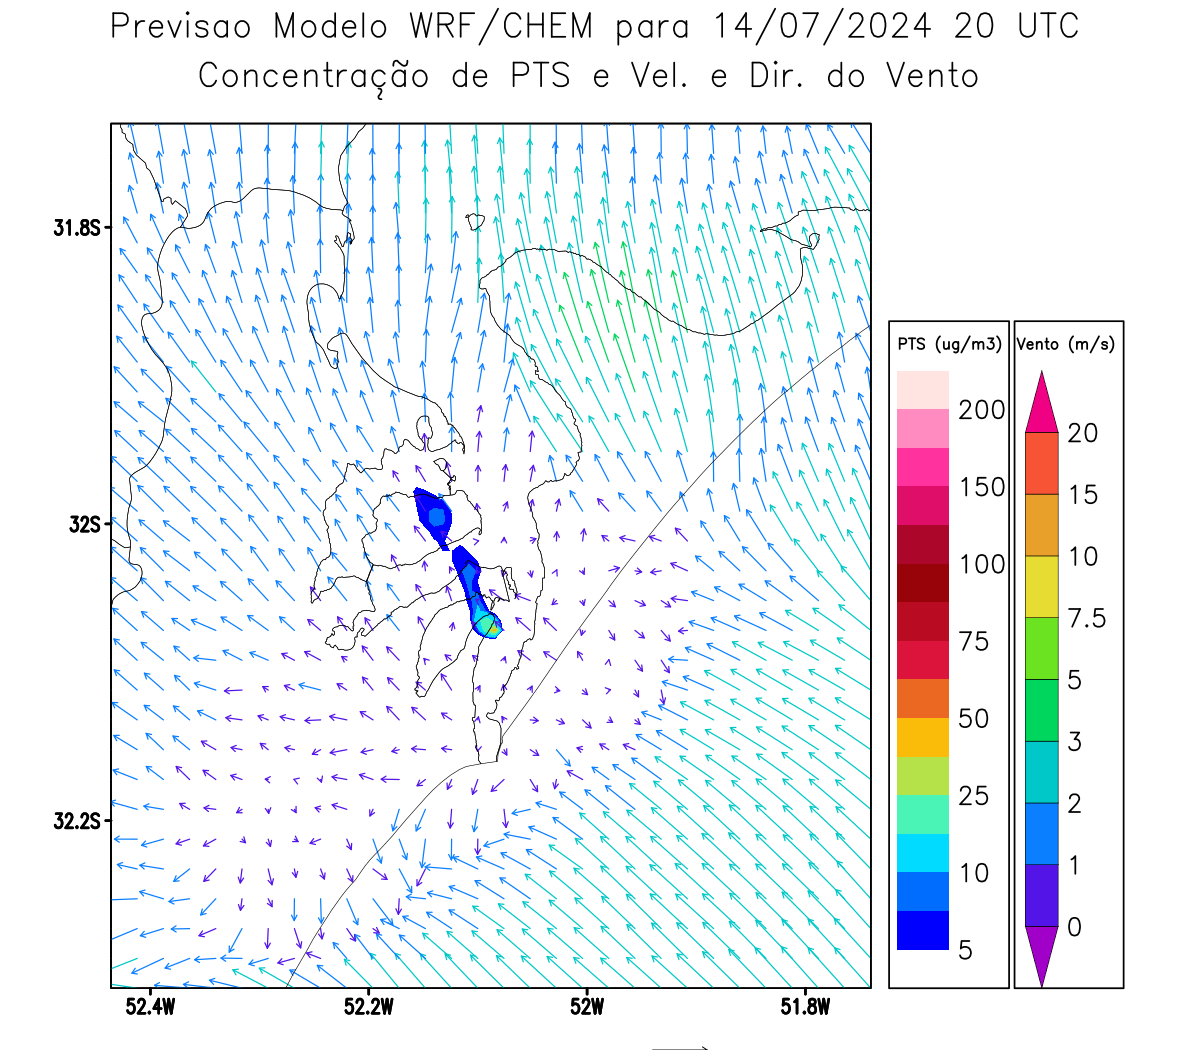 Previsao Modelo WRF/CHEM para 14/07/2024 20 UTC
Concentração de PTS e Vel. e Dir. do Vento
31.8S
32S
32.2S
52.4W
52.2W
52W
51.8W
PTS (ug/m3)
200
150
100
75
50
25
10
5
Vento (m/s)
20
15
10
7.5
5
3
2
1
0